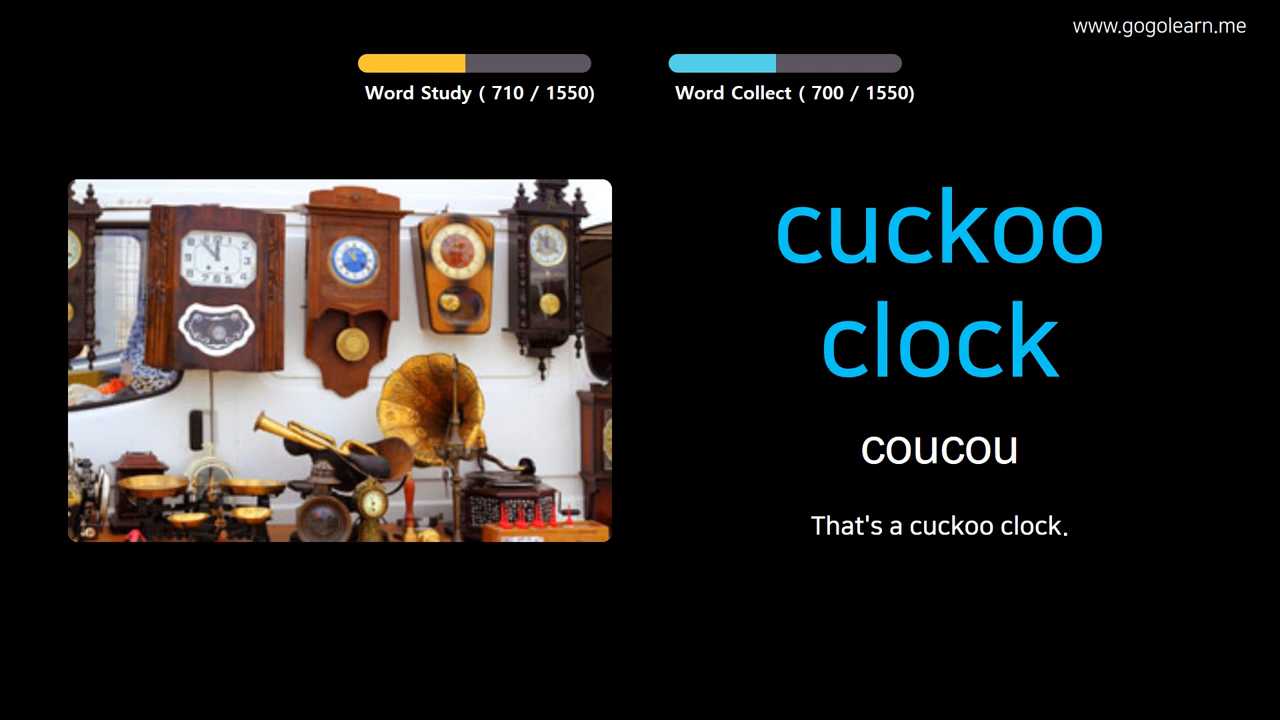 www.gogolearn.me
Word Study ( 710 / 1550)
Word Collect ( 700 / 1550)
cuckoo
clock
coucou
That's a cuckoo clock.